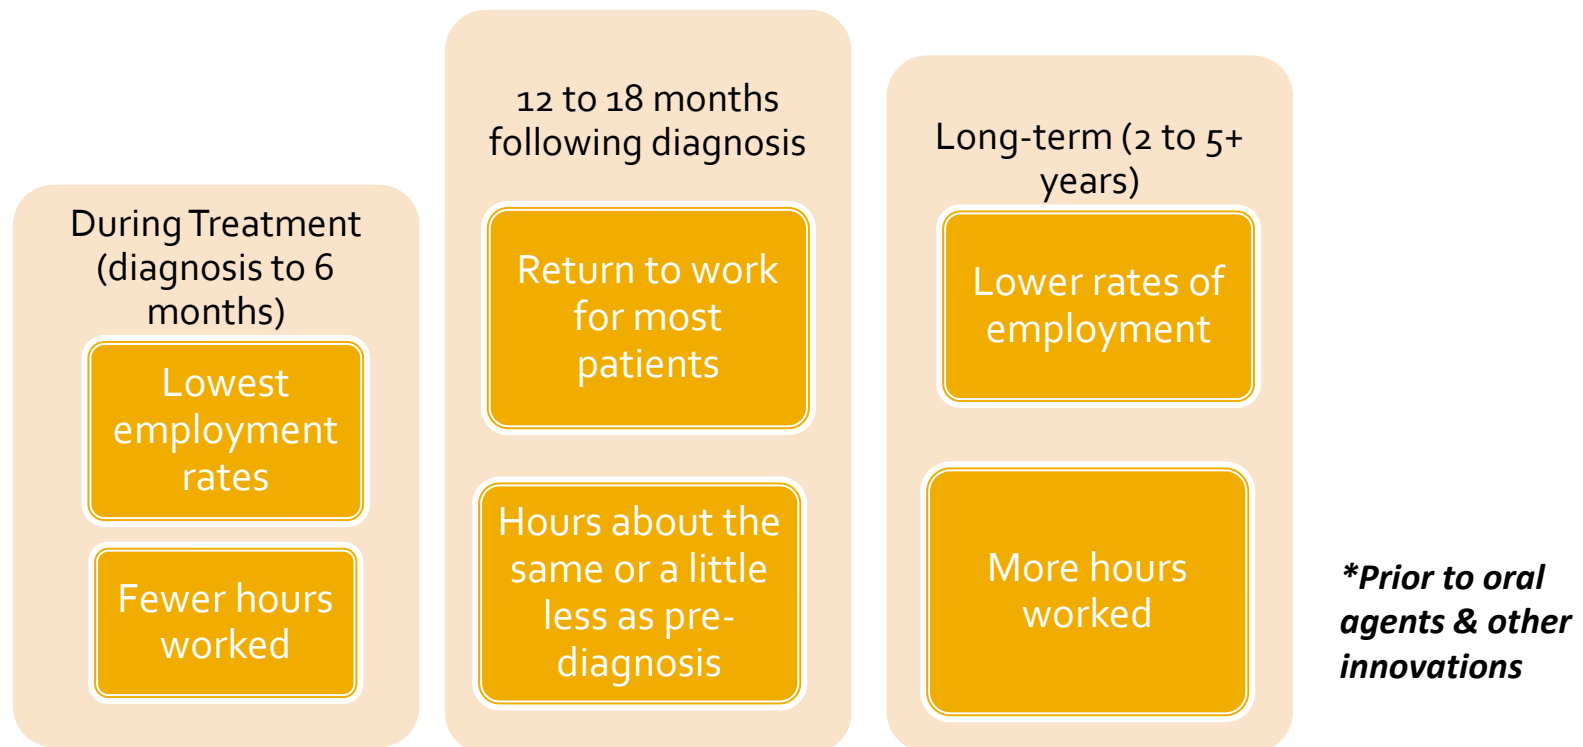 During Treatment
(diagnosis to 6
months)
Lowest
employment
rates
Fewer hours
worked
12 to 18 months
following diagnosis
Return to work
for most
patients
Hours about the
same or a little
less as pre-
diagnosis
Long-term (2 to 5+
years)
Lower rates of
employment
More hours
worked
*Prior to oral
agents & other
innovations